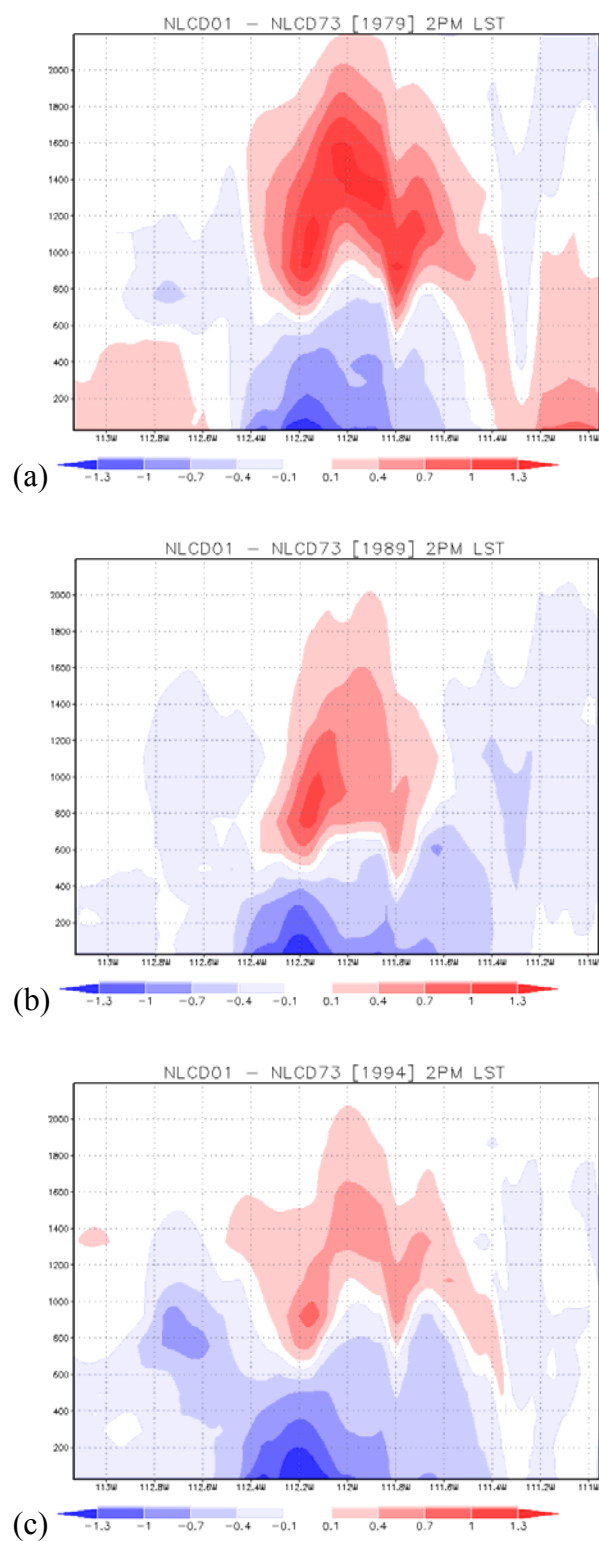 NLCD01 – NLCD73 [1979] 2PM LST
2000
1800
1600
1400
1200
1000
800
600
400
200
113W 112.8W 112.6W 112.4W 112.2W 112W 111.8W 111.6W 111.4W 111.2W 111W
(a)
-1.3 -1 -0.7 -0.4 -0.1 0.1 0.4 0.7 1 1.3
NLCD01 – NLCD73 [1989] 2PM LST
2000
1800
1600
1400
1200
1000
800
600
400
200
113W 112.8W 112.6W 112.4W 112.2W 112W 111.8W 111.6W 111.4W 111.2W 111W
(b)
-1.3 -1 -0.7 -0.4 -0.1 0.1 0.4 0.7 1 1.3
NLCD01 – NLCD73 [1994] 2PM LST
2000
1800
1600
1400
1200
1000
800
600
400
200
113W 112.8W 112.6W 112.4W 112.2W 112W 111.8W 111.6W 111.4W 111.2W 111W
(c)
-1.3 -1 -0.7 -0.4 -0.1 0.1 0.4 0.7 1 1.3